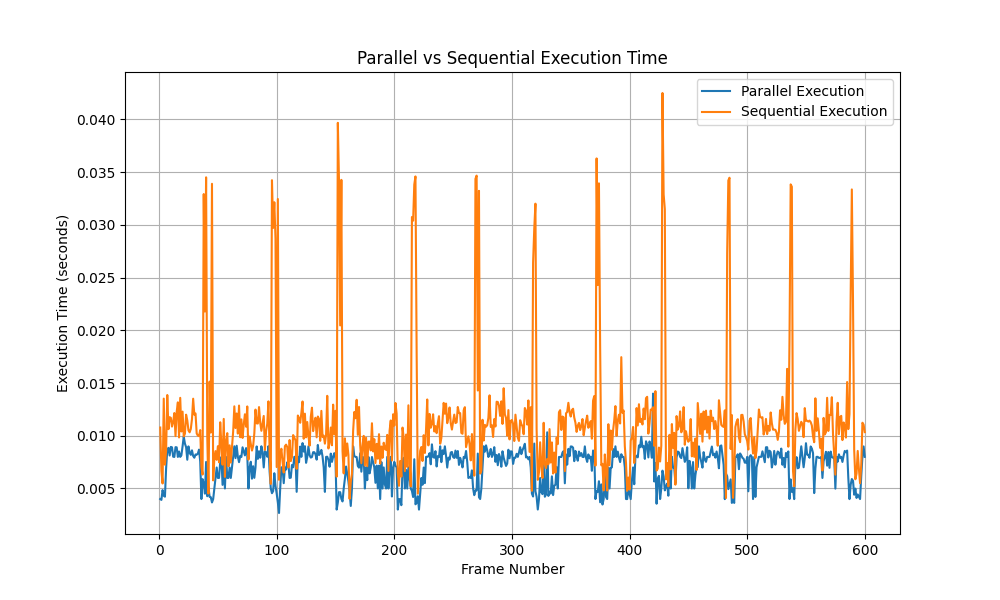 Parallel vs Sequential Execution Time
Parallel Execution
Sequential Execution
Execution Time (seconds)
0.040
0.035
0.030
0.025
0.020
0.015
0.010
0.005
0 100 200 300 400 500 600
Frame Number